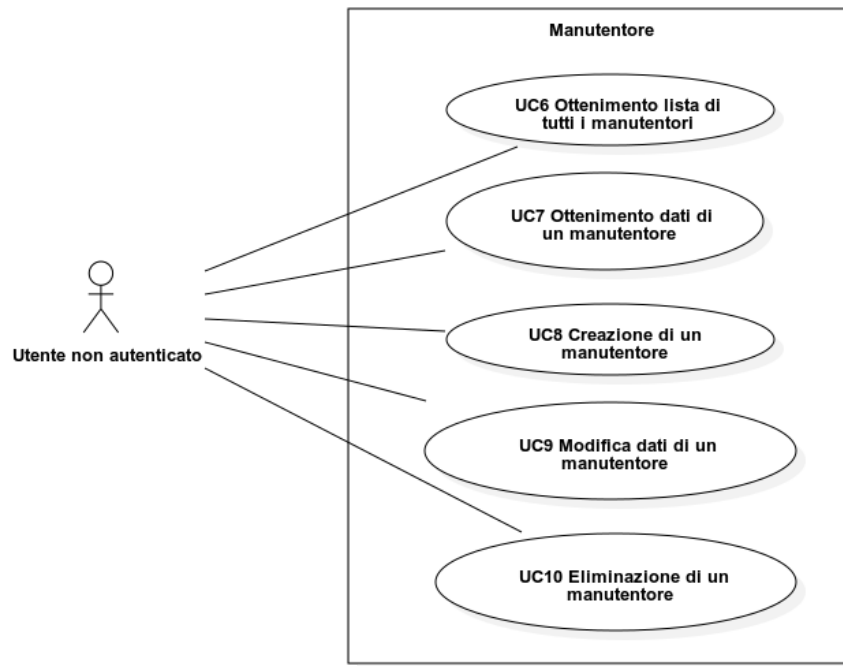 Manutentore
UC6 Ottenimento lista di
tutti i manutentori
UC7 Ottenimento dati di
un manutentore
UC8 Creazione di un
manutentore
Utente non autenticato
UC9 Modifica dati di un
manutentore
UC10 Eliminazione di un
manutentore